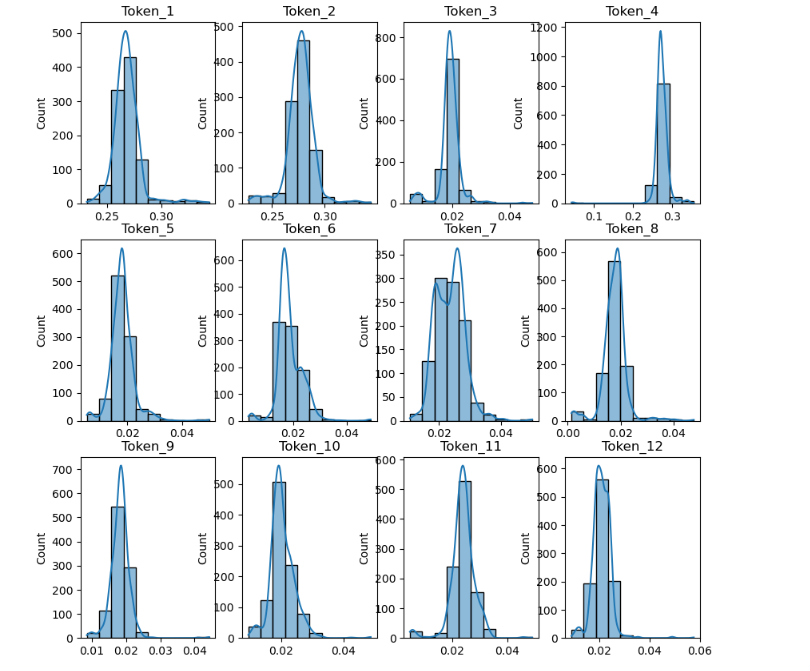 Token_1 Token_2 Token_3 Token_4
500 500 800 1200
400 400 600 1000
300 300 400 800
200 200 200 600
100 100 0 400
0 0 200
0
Count Count Count Count
0.25 0.30 0.25 0.30 0.02 0.04 0.1 0.2 0.3
Token_5 Token_6 Token_7 Token_8
600 600 350 600
500 500 300 500
400 400 250 400
300 300 200 300
200 200 150 200
100 100 100 100
0 0 50 0
0
Count Count Count Count
0.02 0.04 0.02 0.04 0.02 0.04 0.00 0.02 0.04
Token_9 Token_10 Token_11 Token_12
700 500 600 600
600 400 500 500
500 300 400 400
400 200 300 300
300 100 200 200
200 0 100 100
100 0 0
0
Count Count Count Count
0.01 0.02 0.03 0.04 0.02 0.04 0.02 0.04 0.02 0.04 0.06